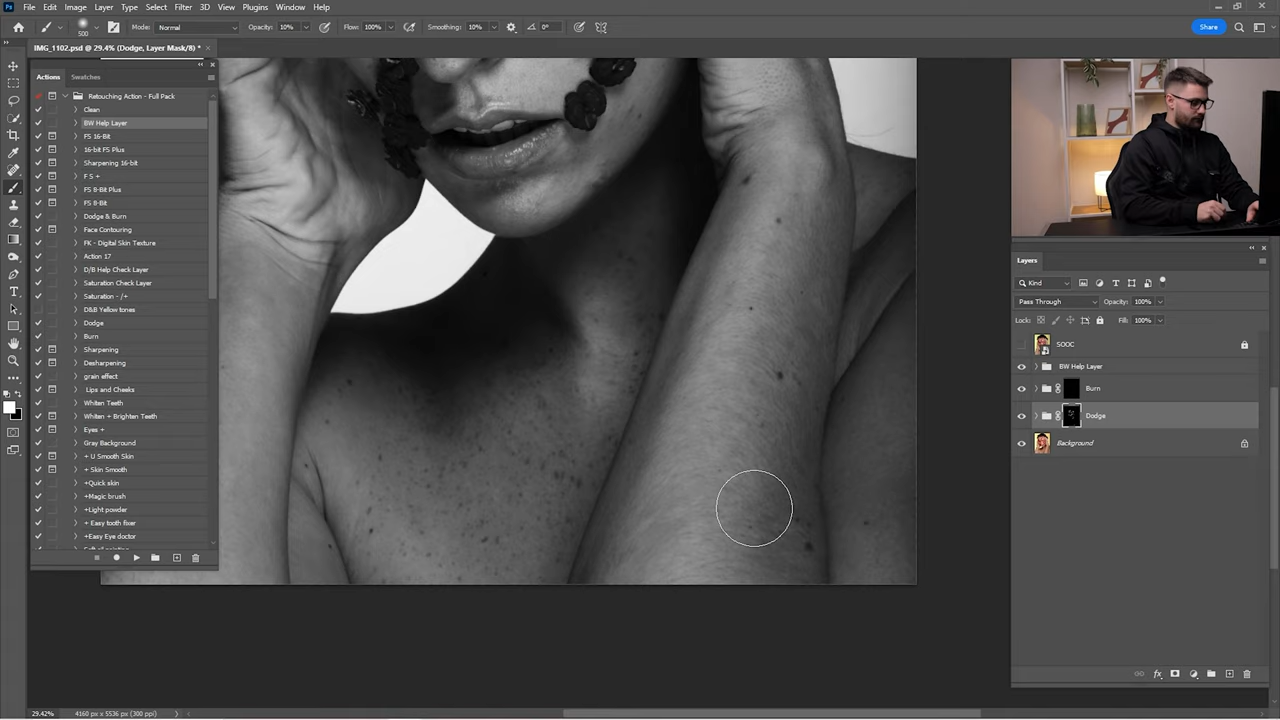 Ps File Edit Image Layer Type Select Filter 3D View Plugins Window Help
500 Mode: Normal Opacity: 10% Flow: 100% Smoothing: 10% 0° Share
IMG_1102.psd @ 29.4% (Dodge, Layer Mask/8) *
Actions Swatches
Retouching Action - Full Pack
Clean
BW Help Layer
FS 16-Bit
16-bit FS Plus
Sharpening 16-bit
F S +
FS 8-Bit Plus
FS 8-Bit
Dodge & Burn
Face Contouring
FK - Digital Skin Texture
Action 17
D/B Help Check Layer
Saturation Check Layer
Saturation - /+
D&B Yellow tones
Dodge
Burn
Sharpening
Desharpening
grain effect
Lips and Cheeks
Whiten Teeth
Whiten + Brighten Teeth
Eyes +
Gray Background
+ U Smooth Skin
+ Skin Smooth
+Quick skin
+Magic brush
+Light powder
+ Easy tooth fixer
+Easy Eye doctor
Layers
Kind
Pass Through Opacity: 100%
Lock: Fill: 100%
SOOC
BW Help Layer
Burn
Dodge
Background
29.42% 4160 px x 5536 px (300 ppi)